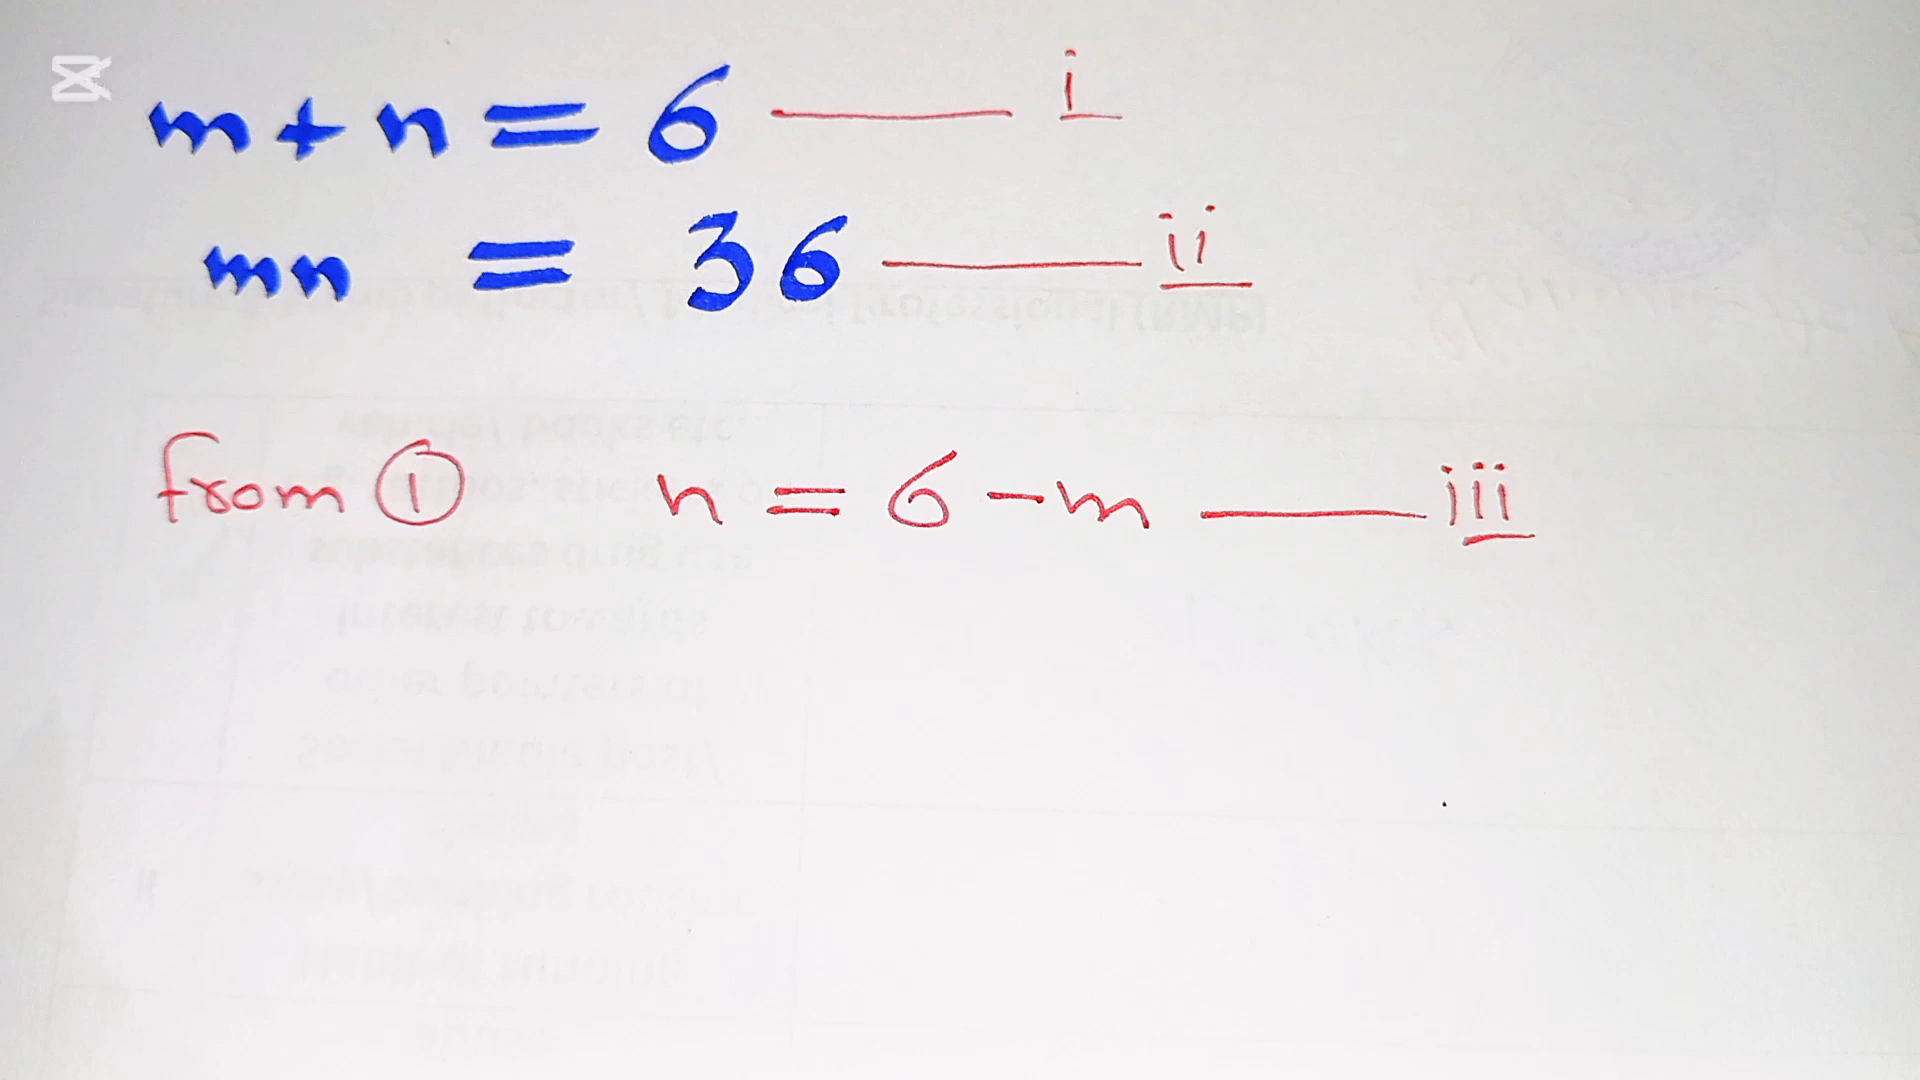 m + n = 6 —— i
mn = 36 —— ii
from ① n = 6 - m —— iii